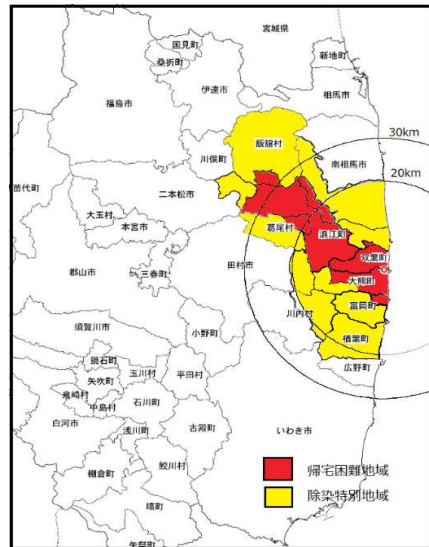 宮城県
国見町
桑折町
新地町
伊達市
相馬市
福島市
飯舘村
30km
川俣町
南相馬市
20km
苗代町
二本松市
大玉村
本宮市
葛尾村
浪江町
双葉町
田村市
大熊町
郡山市
三春町
富岡町
川内村
須賀川市
小野町
楢葉町
広野町
鏡石町
玉川村
平田村
矢吹町
泉崎村
中島村
石川町
白河市
浅川町
古殿町
いわき市
棚倉町
鮫川村
塙町
矢祭町
帰宅困難地域
除染特別地域